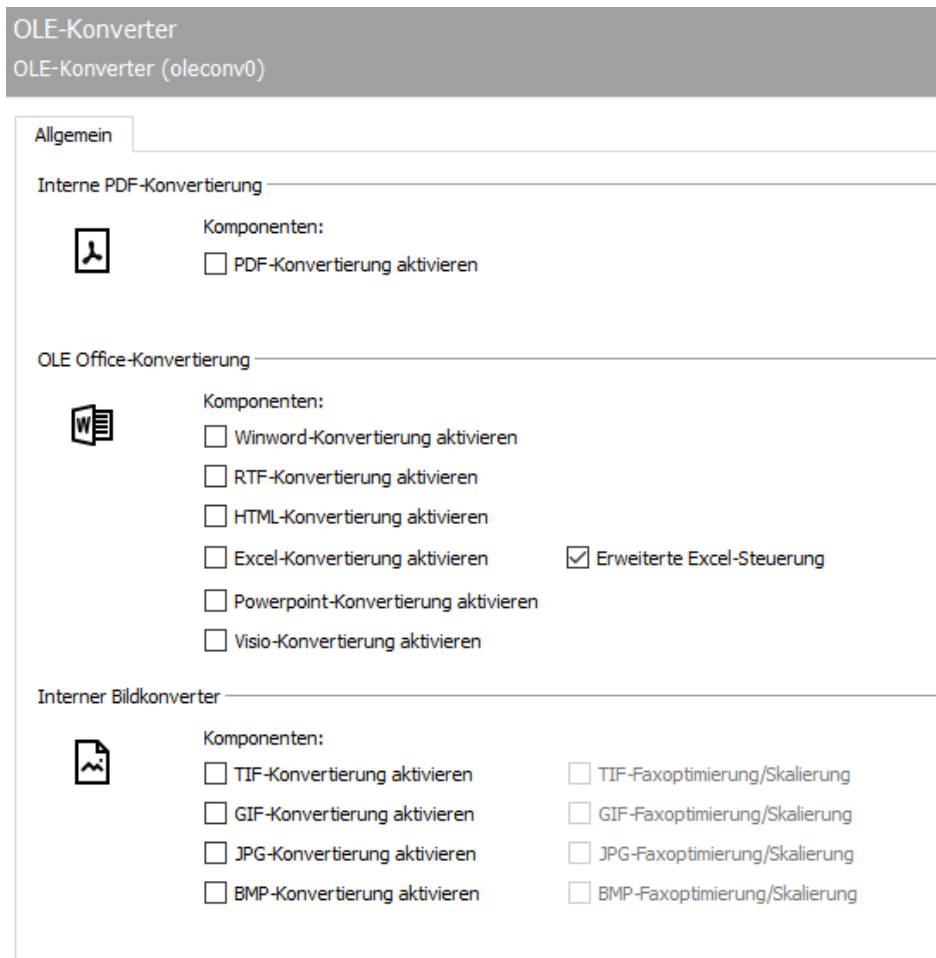 OLE-Konverter
OLE-Konverter (oleconv0)
Allgemein
Interne PDF-Konvertierung
Komponenten:
PDF-Konvertierung aktivieren
OLE Office-Konvertierung
Komponenten:
Winword-Konvertierung aktivieren
RTF-Konvertierung aktivieren
HTML-Konvertierung aktivieren
Excel-Konvertierung aktivieren Erweiterte Excel-Steuerung
Powerpoint-Konvertierung aktivieren
Visio-Konvertierung aktivieren
Interner Bildkonverter
Komponenten:
TIF-Konvertierung aktivieren TIF-Faxoptimierung/Skalierung
GIF-Konvertierung aktivieren GIF-Faxoptimierung/Skalierung
JPG-Konvertierung aktivieren JPG-Faxoptimierung/Skalierung
BMP-Konvertierung aktivieren BMP-Faxoptimierung/Skalierung